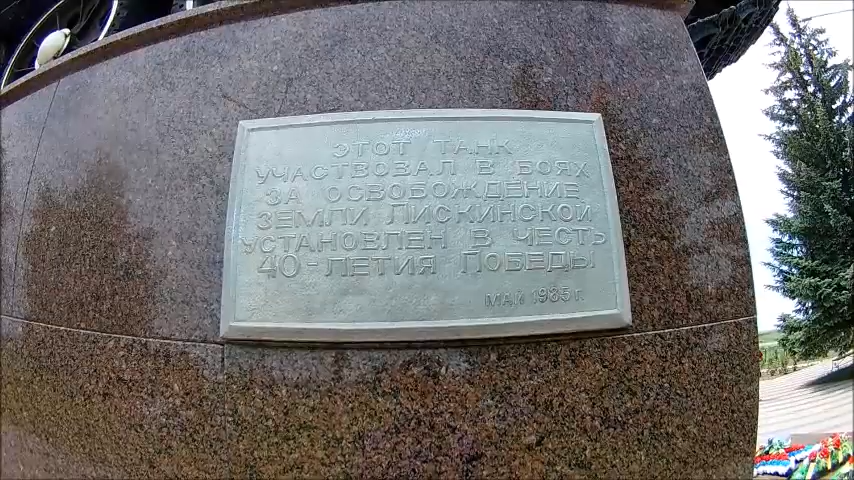 ЭТОТ ТАНК
УЧАСТВОВАЛ В БОЯХ
ЗА ОСВОБОЖДЕНИЕ
ЗЕМЛИ ЛИСКИНСКОЙ
УСТАНОВЛЕН В ЧЕСТЬ
40-ЛЕТИЯ ПОБЕДЫ
МАЙ 1985 г.